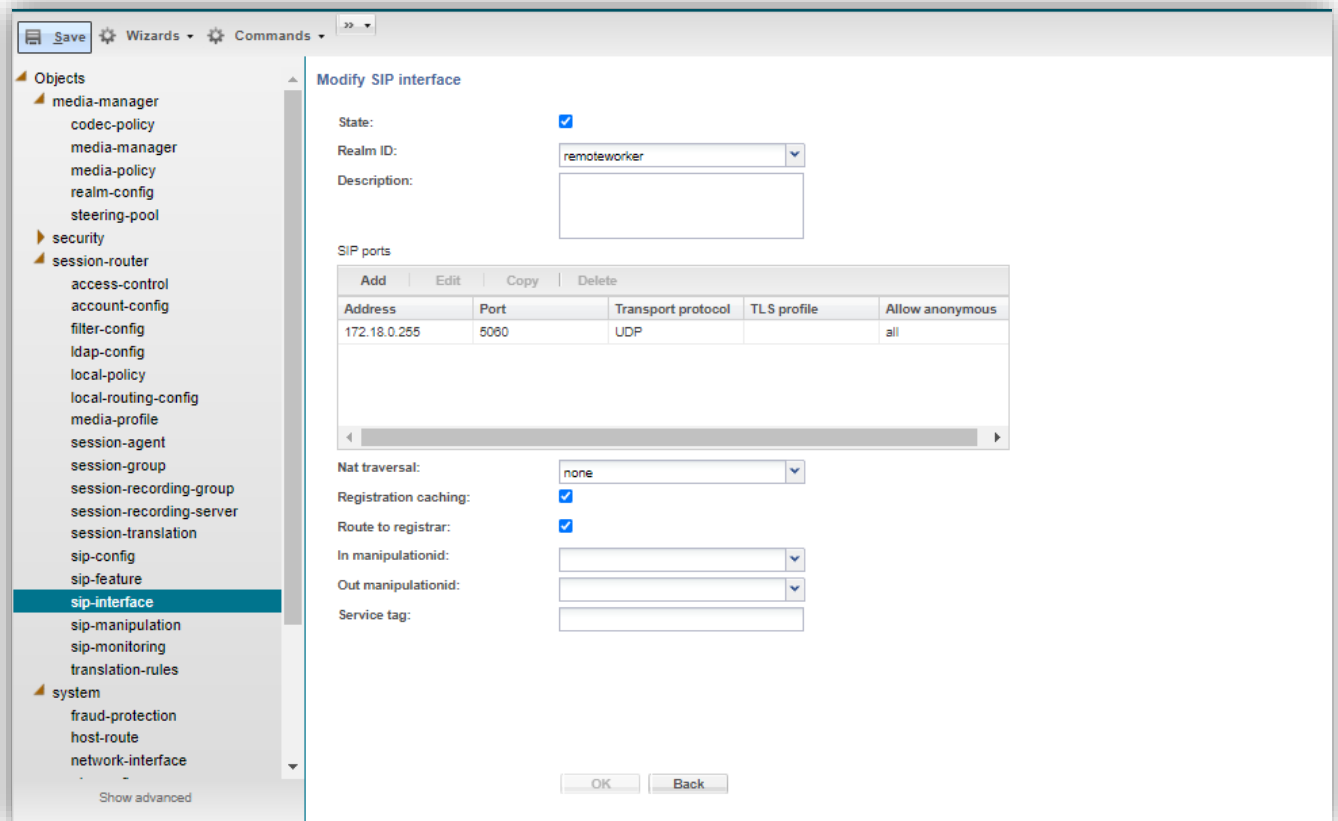 Save Wizards Commands »
Objects
media-manager
codec-policy
media-manager
media-policy
realm-config
steering-pool
security
session-router
access-control
account-config
filter-config
ldap-config
local-policy
local-routing-config
media-profile
session-agent
session-group
session-recording-group
session-recording-server
session-translation
sip-config
sip-feature
sip-interface
sip-manipulation
sip-monitoring
translation-rules
system
fraud-protection
host-route
network-interface
Show advanced
Modify SIP interface
State:
Realm ID: remoteworker
Description:
SIP ports
Add Edit Copy Delete
Address Port Transport protocol TLS profile Allow anonymous
172.18.0.255 5060 UDP all
Nat traversal: none
Registration caching:
Route to registrar:
In manipulationid:
Out manipulationid:
Service tag:
OK Back